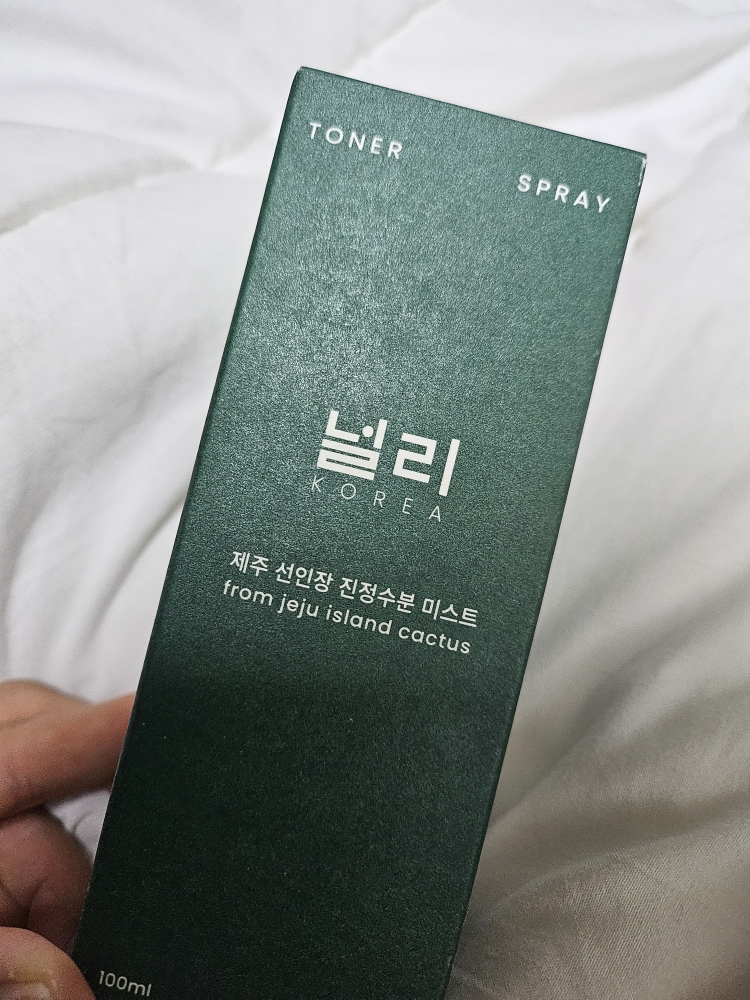 TONER
SPRAY
널리
KOREA
제주 선인장 진정수분 미스트
from jeju island cactus
100ml